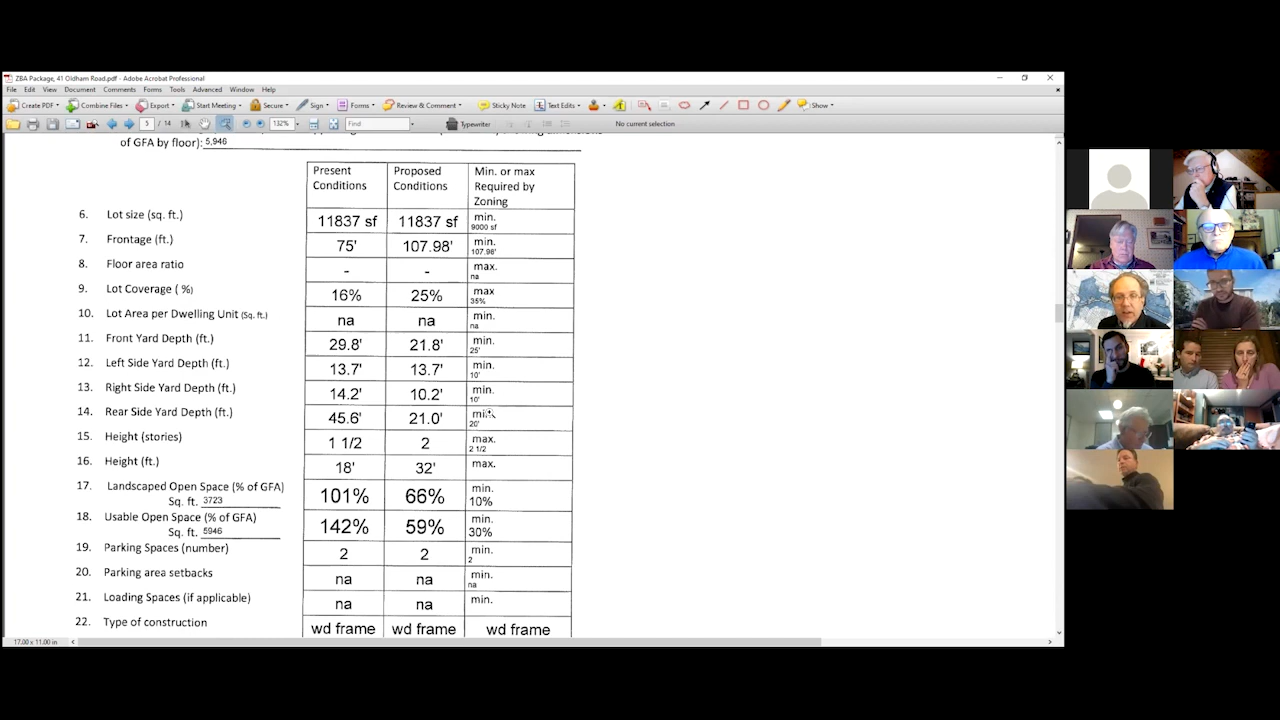 ZBA Package, 41 Oldham Road.pdf - Adobe Acrobat Professional
File Edit View Document Comments Forms Tools Advanced Window Help
Create PDF Combine Files Export Start Meeting Secure Sign Forms Review & Comment Sticky Note Text Edits Show
5 / 14 132% Find Typewriter No current selection
of GFA by floor): 5,946
Present Conditions Proposed Conditions Min. or max Required by Zoning
6. Lot size (sq. ft.) 11837 sf 11837 sf min. 9000 sf
7. Frontage (ft.) 75' 107.98' min. 107.98'
8. Floor area ratio - - max. na
9. Lot Coverage ( %) 16% 25% max 35%
10. Lot Area per Dwelling Unit (Sq. ft.) na na min. na
11. Front Yard Depth (ft.) 29.8' 21.8' min. 25'
12. Left Side Yard Depth (ft.) 13.7' 13.7' min. 10'
13. Right Side Yard Depth (ft.) 14.2' 10.2' min. 10'
14. Rear Side Yard Depth (ft.) 45.6' 21.0' min. 20'
15. Height (stories) 1 1/2 2 max. 2 1/2
16. Height (ft.) 18' 32' max.
17. Landscaped Open Space (% of GFA) 101% 66% min. 10%
Sq. ft. 3723
18. Usable Open Space (% of GFA) 142% 59% min. 30%
Sq. ft. 5946
19. Parking Spaces (number) 2 2 min. 2
20. Parking area setbacks na na min. na
21. Loading Spaces (if applicable) na na min.
22. Type of construction wd frame wd frame wd frame
17.00 x 11.00 in